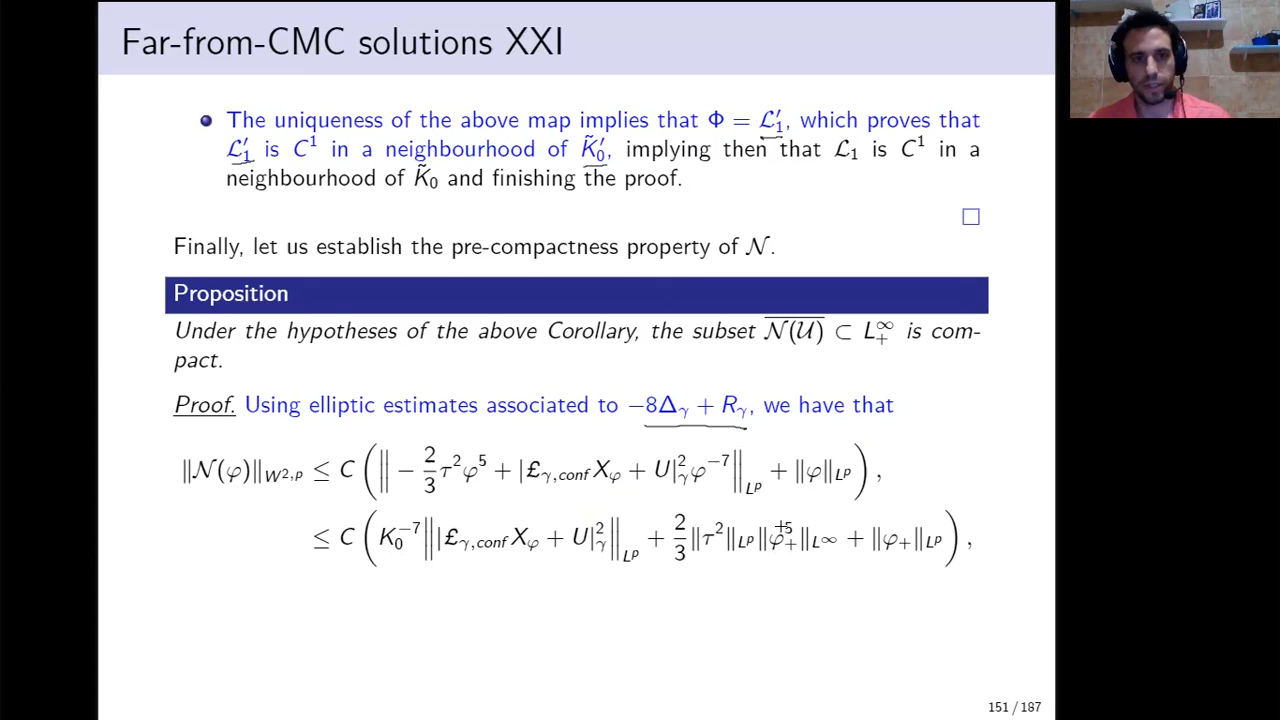 Far-from-CMC solutions XXI
The uniqueness of the above map implies that Φ = ℒ′₁, which proves that
ℒ′₁ is C¹ in a neighbourhood of K̃′₀, implying then that ℒ₁ is C¹ in a
neighbourhood of K̃₀ and finishing the proof.
□
Finally, let us establish the pre-compactness property of 𝒩.
Proposition
Under the hypotheses of the above Corollary, the subset \overline{𝒩(𝒰)} ⊂ L^∞_+ is com-
pact.
Proof. Using elliptic estimates associated to −8Δ_γ + R_γ, we have that
‖𝒩(φ)‖_{W^{2,p}} ≤ C ( ‖ − 2/3 τ²φ⁵ + |£_{γ,conf} X_φ + U|²_γ φ^{−7} ‖_{L^p} + ‖φ‖_{L^p} ),
≤ C ( K_0^{−7} ‖ |£_{γ,conf} X_φ + U|²_γ ‖_{L^p} + 2/3 ‖τ²‖_{L^p} ‖φ_+^5‖_{L^∞} + ‖φ_+‖_{L^p} ),
151 / 187